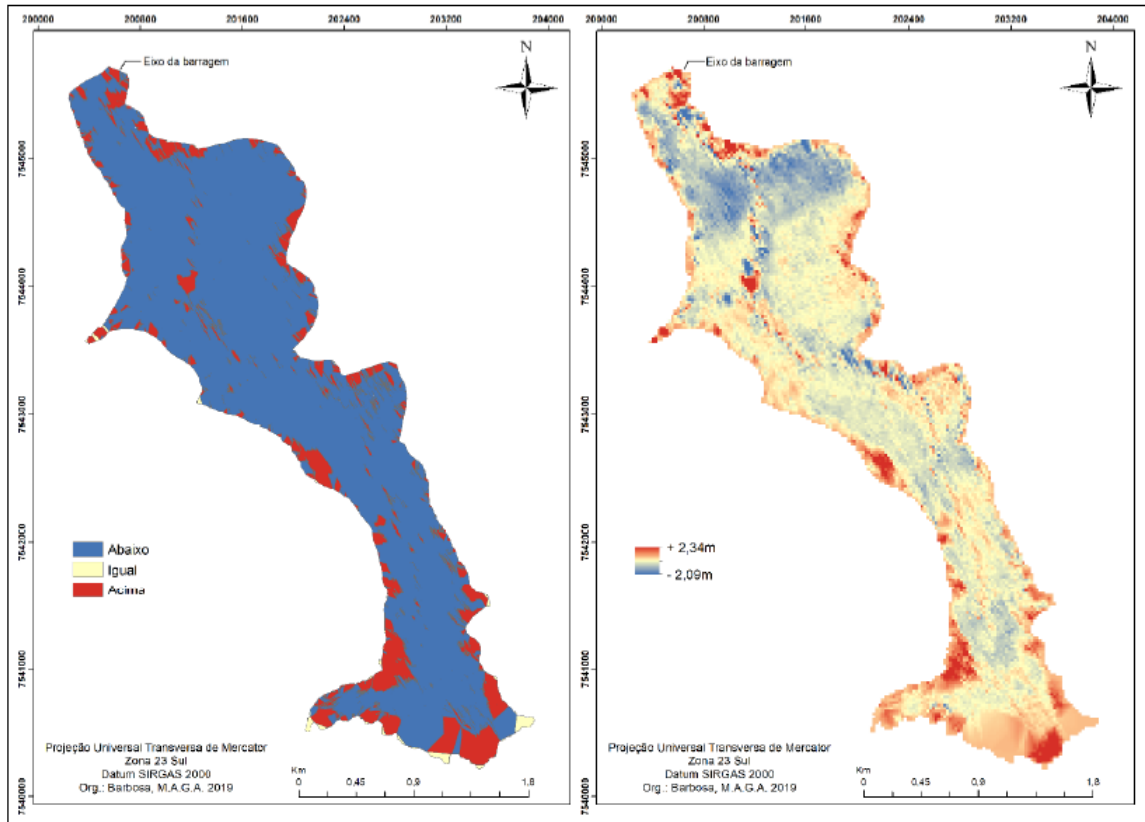 200000 200800 201600 202400 203200 204000
N
Eixo da barragem
7545000
7544000
7543000
7542000
7541000
7540000
Abaixo
Igual
Acima
Projeção Universal Transversa de Mercator
Zona 23 Sul
Datum SIRGAS 2000
Org.: Barbosa, M.A.G.A. 2019
Km
0 0,45 0,9 1,8
200000 200800 201600 202400 203200 204000
N
Eixo da barragem
7545000
7544000
7543000
7542000
7541000
7540000
+ 2,34m
- 2,09m
Projeção Universal Transversa de Mercator
Zona 23 Sul
Datum SIRGAS 2000
Org.: Barbosa, M.A.G.A. 2019
Km
0 0,45 0,9 1,8